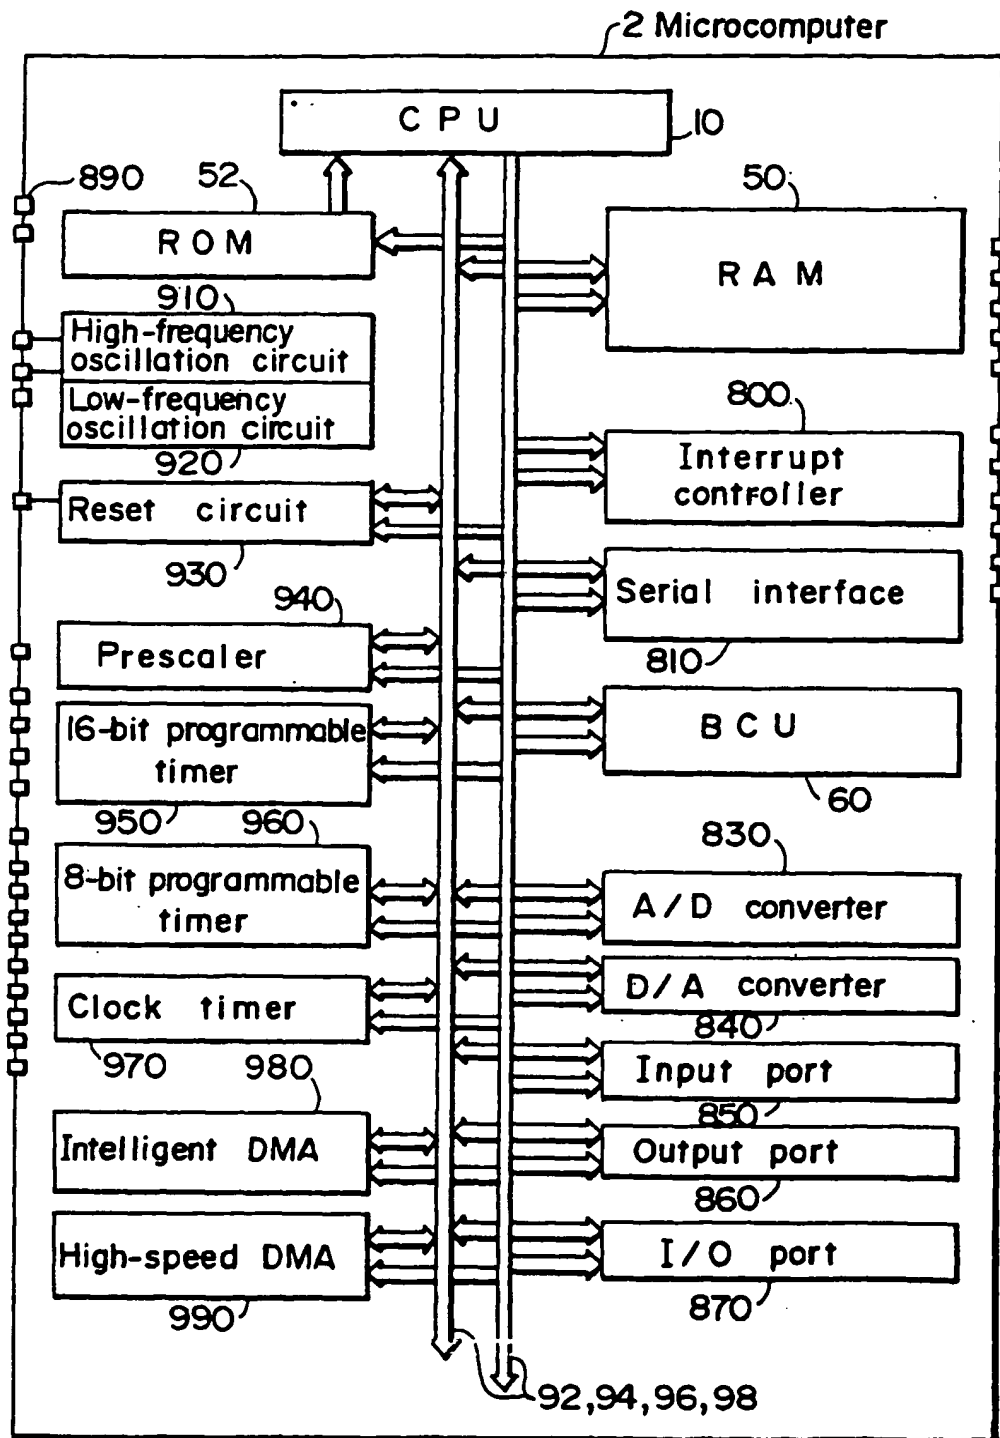 2 Microcomputer
CPU
10
890
52
ROM
50
RAM
910
High-frequency
oscillation circuit
Low-frequency
oscillation circuit
920
800
Interrupt
controller
Reset circuit
930
Serial interface
810
940
Prescaler
16-bit programmable
timer
950
BCU
60
960
8-bit programmable
timer
830
A/D converter
D/A converter
840
Clock timer
970
Input port
850
980
Intelligent DMA
Output port
860
High-speed DMA
990
I/O port
870
92,94,96,98